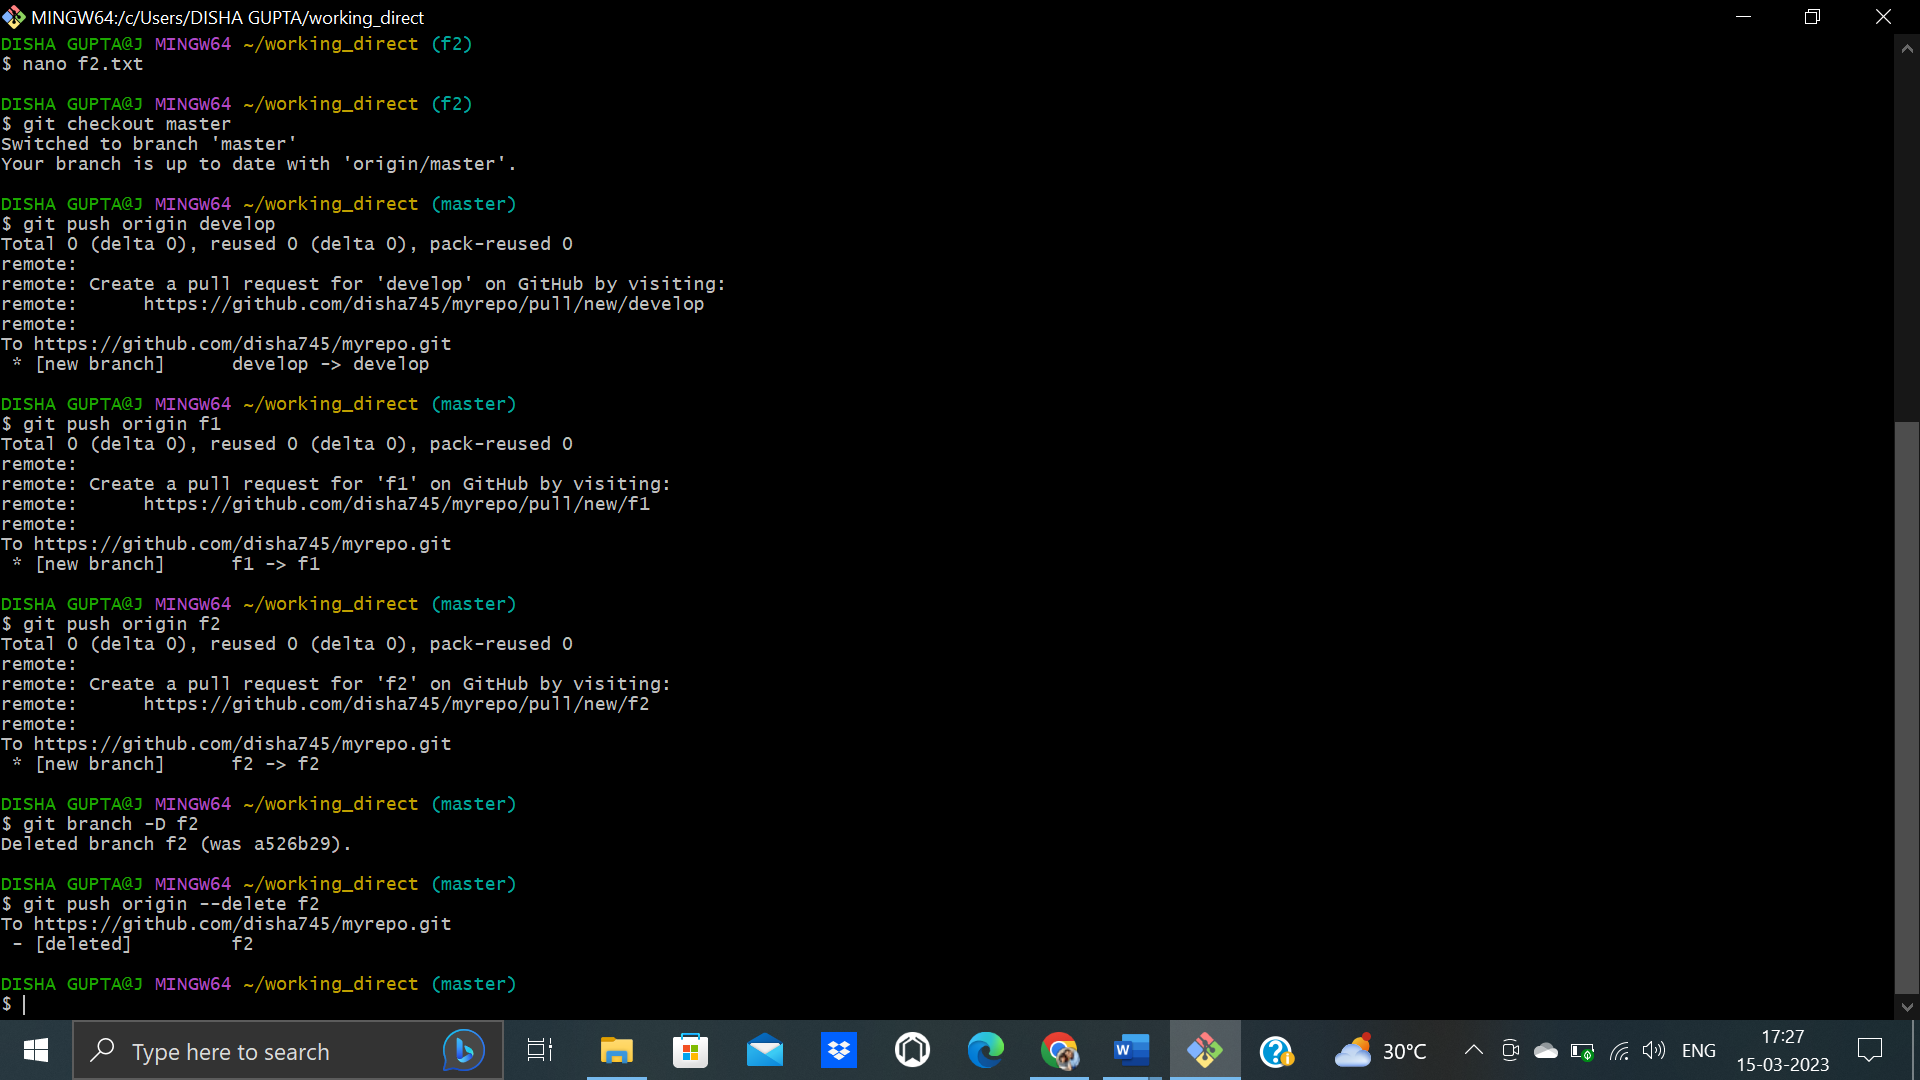 MINGW64:/c/Users/DISHA GUPTA/working_direct
DISHA GUPTA@J MINGW64 ~/working_direct (f2)
$ nano f2.txt
DISHA GUPTA@J MINGW64 ~/working_direct (f2)
$ git checkout master
Switched to branch 'master'
Your branch is up to date with 'origin/master'.
DISHA GUPTA@J MINGW64 ~/working_direct (master)
$ git push origin develop
Total 0 (delta 0), reused 0 (delta 0), pack-reused 0
remote:
remote: Create a pull request for 'develop' on GitHub by visiting:
remote:      https://github.com/disha745/myrepo/pull/new/develop
remote:
To https://github.com/disha745/myrepo.git
 * [new branch]      develop -> develop
DISHA GUPTA@J MINGW64 ~/working_direct (master)
$ git push origin f1
Total 0 (delta 0), reused 0 (delta 0), pack-reused 0
remote:
remote: Create a pull request for 'f1' on GitHub by visiting:
remote:      https://github.com/disha745/myrepo/pull/new/f1
remote:
To https://github.com/disha745/myrepo.git
 * [new branch]      f1 -> f1
DISHA GUPTA@J MINGW64 ~/working_direct (master)
$ git push origin f2
Total 0 (delta 0), reused 0 (delta 0), pack-reused 0
remote:
remote: Create a pull request for 'f2' on GitHub by visiting:
remote:      https://github.com/disha745/myrepo/pull/new/f2
remote:
To https://github.com/disha745/myrepo.git
 * [new branch]      f2 -> f2
DISHA GUPTA@J MINGW64 ~/working_direct (master)
$ git branch -D f2
Deleted branch f2 (was a526b29).
DISHA GUPTA@J MINGW64 ~/working_direct (master)
$ git push origin --delete f2
To https://github.com/disha745/myrepo.git
 - [deleted]         f2
DISHA GUPTA@J MINGW64 ~/working_direct (master)
$
Type here to search
30°C
ENG
17:27
15-03-2023